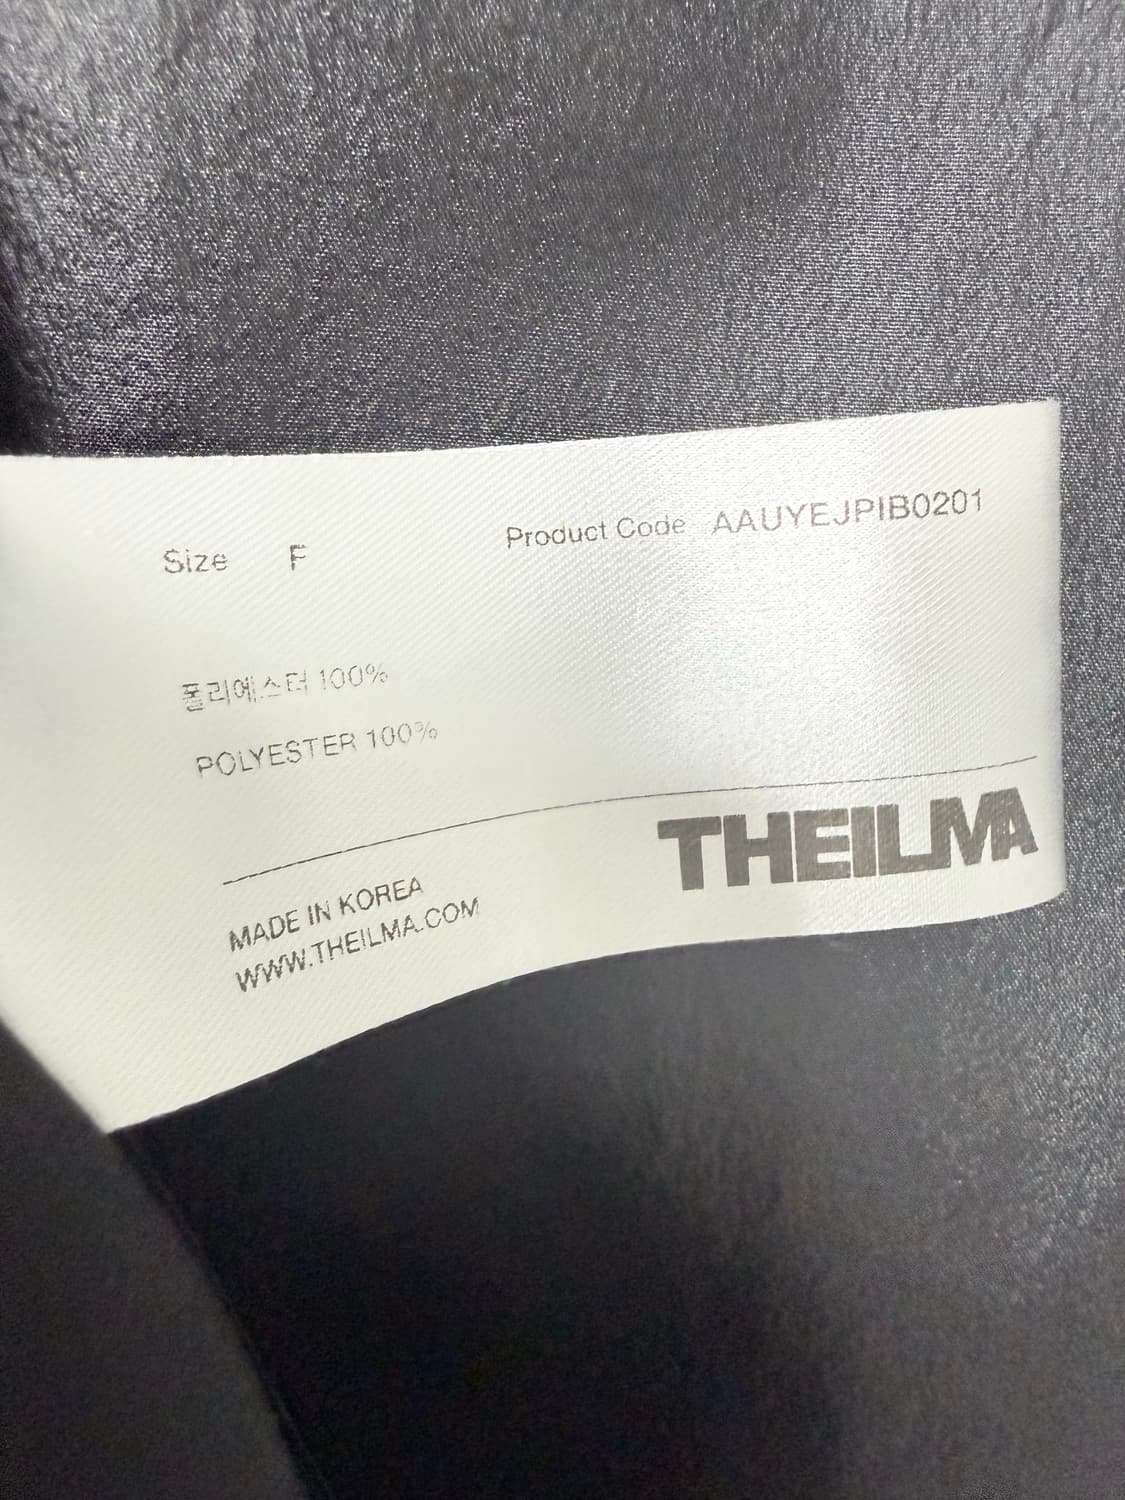 Size F
Product Code AAUYEJPIB0201
폴리에스터 100%
POLYESTER 100%
THEILMA
MADE IN KOREA
WWW.THEILMA.COM